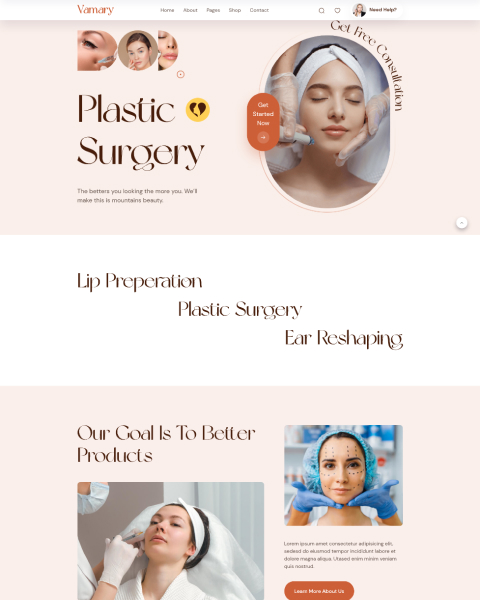 Vamary
Home
About
Pages
Shop
Contact
Need Help?
Get Free Consultation
Plastic
Surgery
Get
Started
Now
The betters you looking the more you. We'll
make this is mountains beauty.
Lip Preperation
Plastic Surgery
Ear Reshaping
Our Goal Is To Better
Products
Lorem ipsum amet consectetur adipisicing elit,
sedesd do eiusmod tempor incididunt labore et
dolore magna aliqua. Ustad minim veniam
quis nostrud.
Learn More About Us